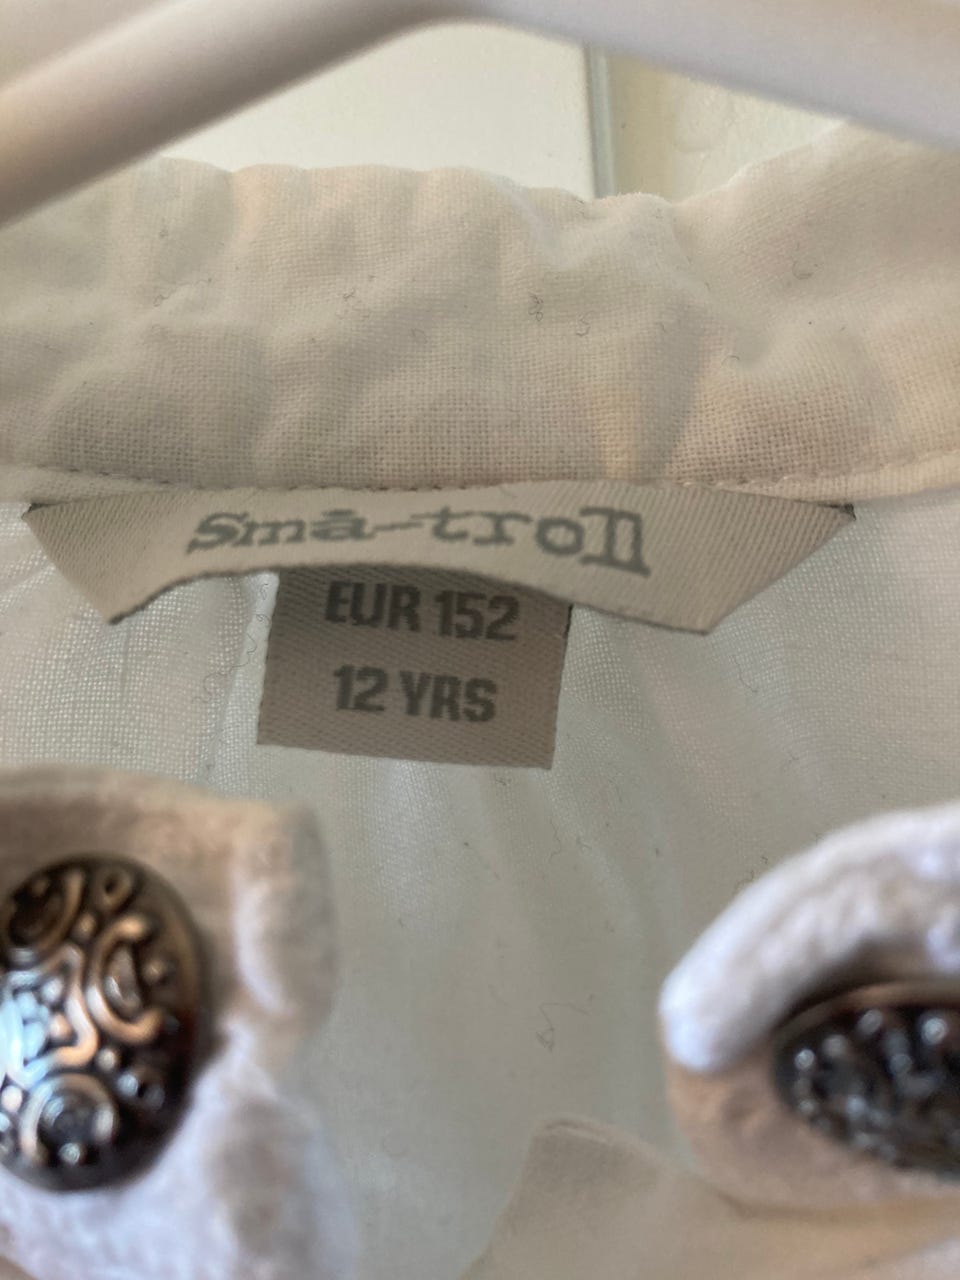 Små-troll
EUR 152
12 YRS